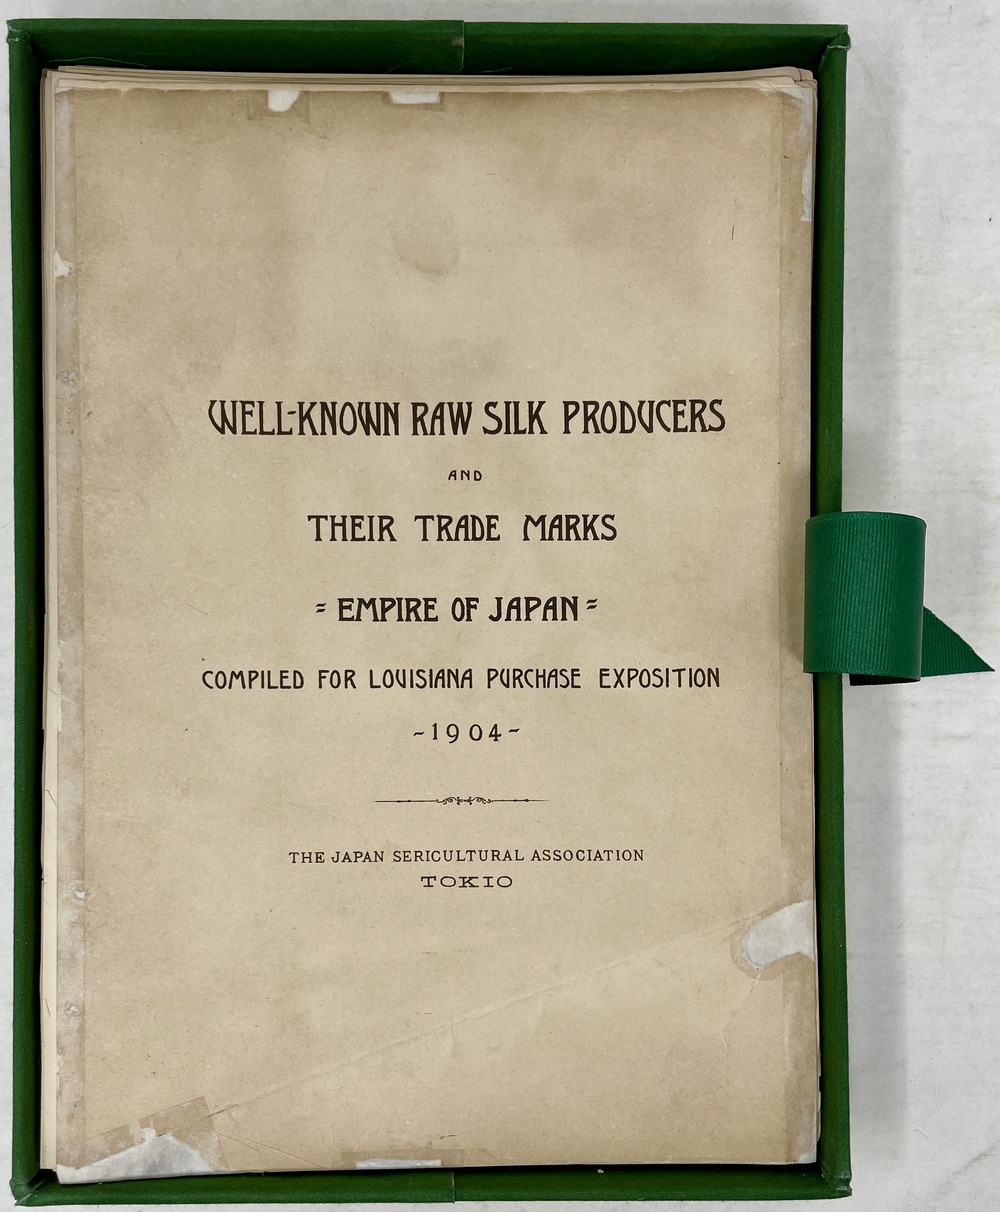 WELL-KNOWN RAW SILK PRODUCERS
AND
THEIR TRADE MARKS
= EMPIRE OF JAPAN =
COMPILED FOR LOUISIANA PURCHASE EXPOSITION
~1904~
THE JAPAN SERICULTURAL ASSOCIATION
TOKIO